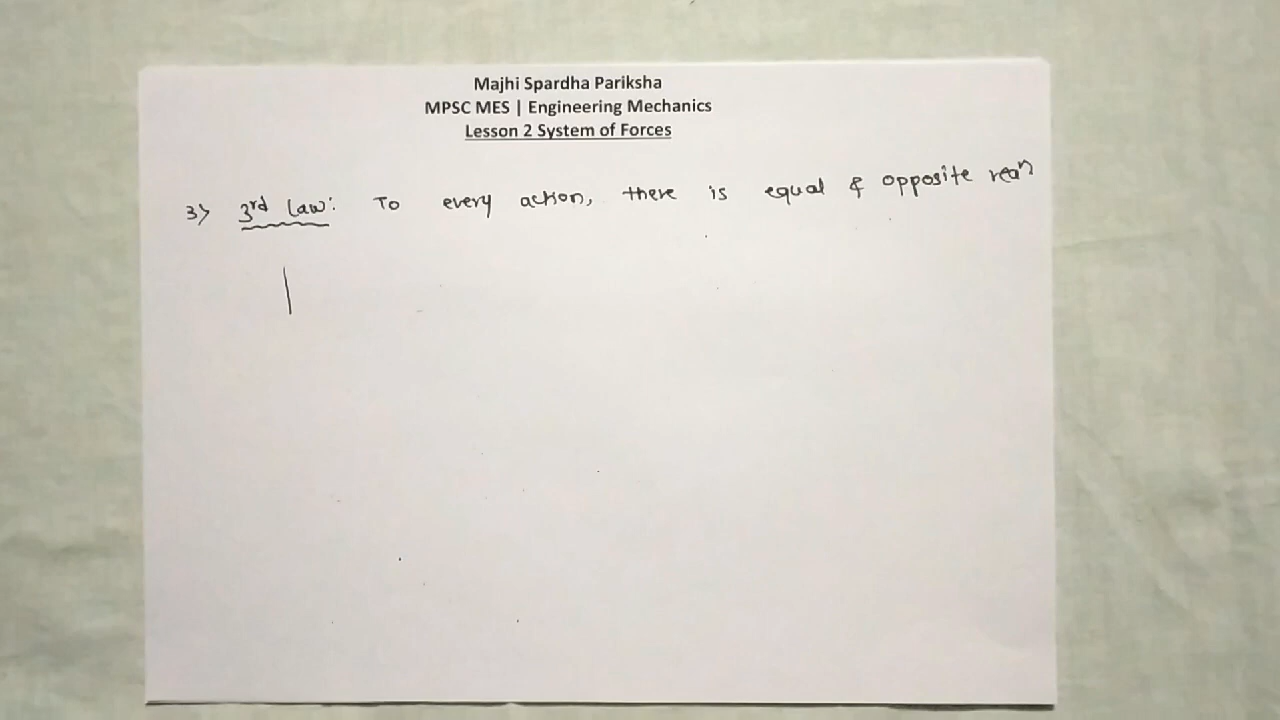 Majhi Spardha Pariksha
MPSC MES | Engineering Mechanics
Lesson 2 System of Forces
3) 3rd law: To every action, there is equal & opposite rean